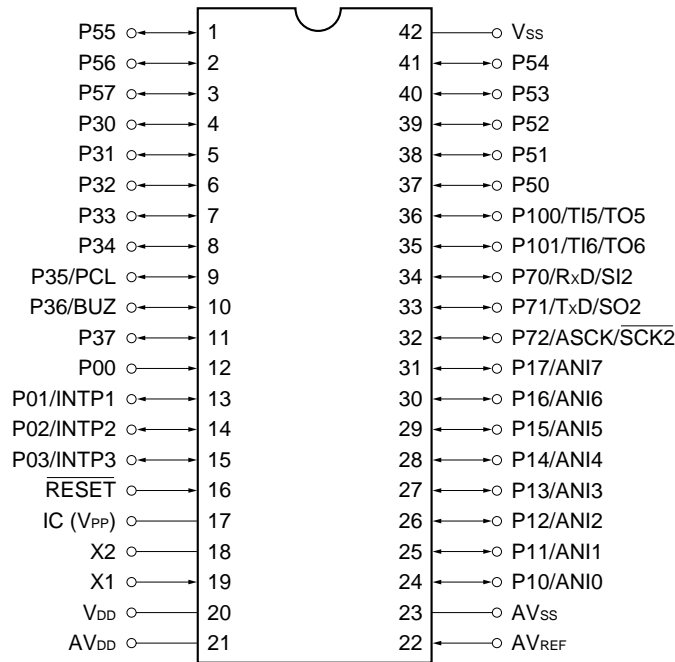 P55 1 42 Vss
P56 2 41 P54
P57 3 40 P53
P30 4 39 P52
P31 5 38 P51
P32 6 37 P50
P33 7 36 P100/TI5/TO5
P34 8 35 P101/TI6/TO6
P35/PCL 9 34 P70/RxD/SI2
P36/BUZ 10 33 P71/TxD/SO2
P37 11 32 P72/ASCK/S̅C̅K̅2̅
P00 12 31 P17/ANI7
P01/INTP1 13 30 P16/ANI6
P02/INTP2 14 29 P15/ANI5
P03/INTP3 15 28 P14/ANI4
R̅E̅S̅E̅T̅ 16 27 P13/ANI3
IC (VPP) 17 26 P12/ANI2
X2 18 25 P11/ANI1
X1 19 24 P10/ANI0
VDD 20 23 AVss
AVDD 21 22 AVREF